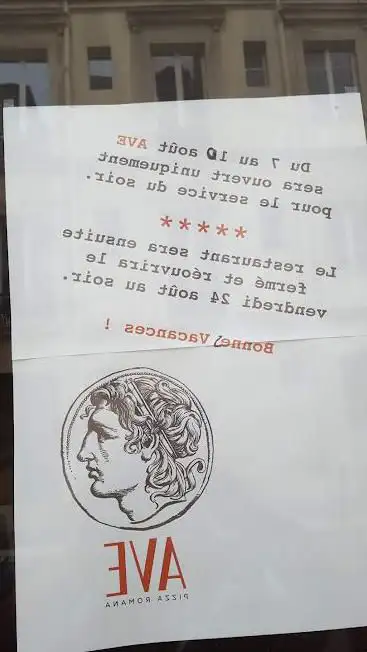 Du 7 au 10 août AVE
sera ouvert uniquement
pour le service du soir.
*****
Le restaurant sera ensuite
fermé et réouvrira le
vendredi 24 août au soir.
Bonnes Vacances !
AVE
PIZZA ROMANA